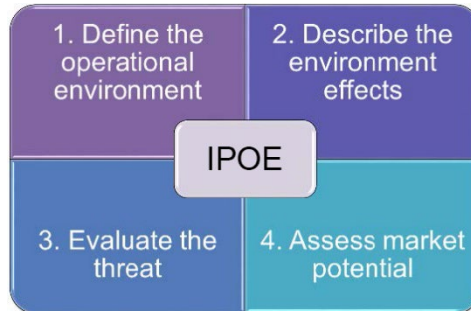 1. Define the
operational
environment
2. Describe the
environment
effects
IPOE
3. Evaluate the
threat
4. Assess market
potential